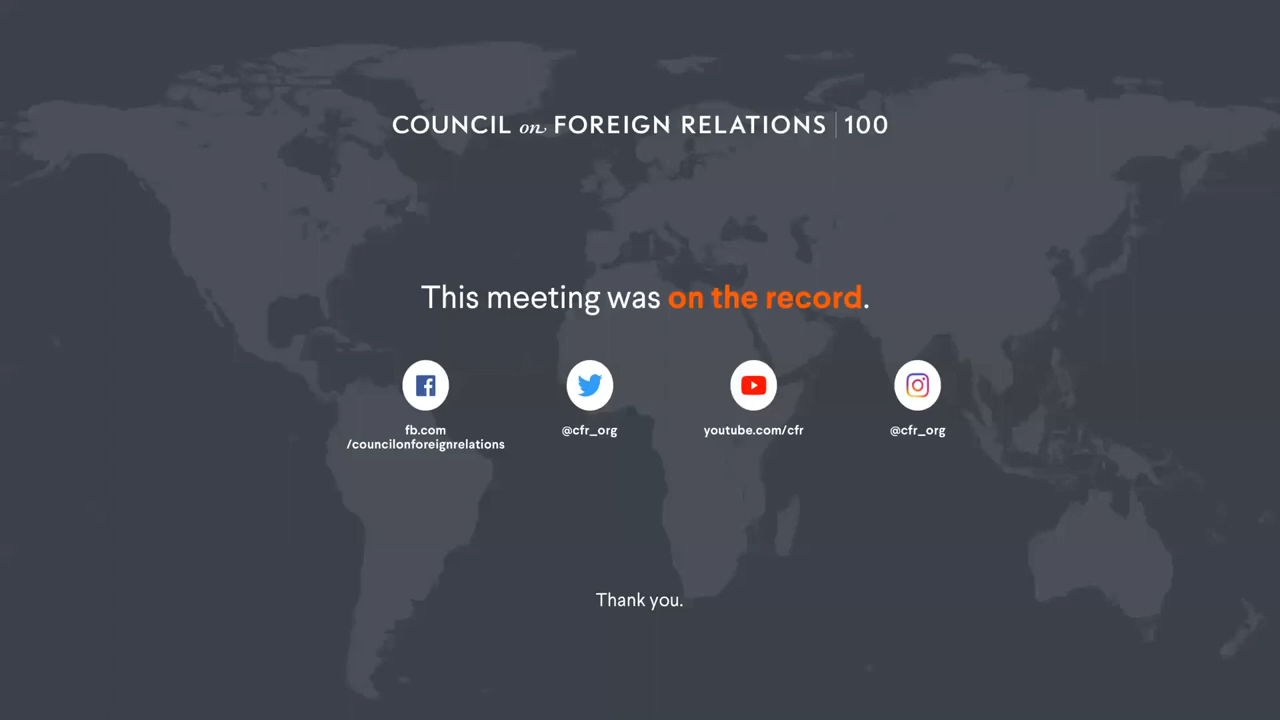 COUNCIL on FOREIGN RELATIONS | 100
This meeting was on the record.
fb.com
/councilonforeignrelations
@cfr_org
youtube.com/cfr
@cfr_org
Thank you.